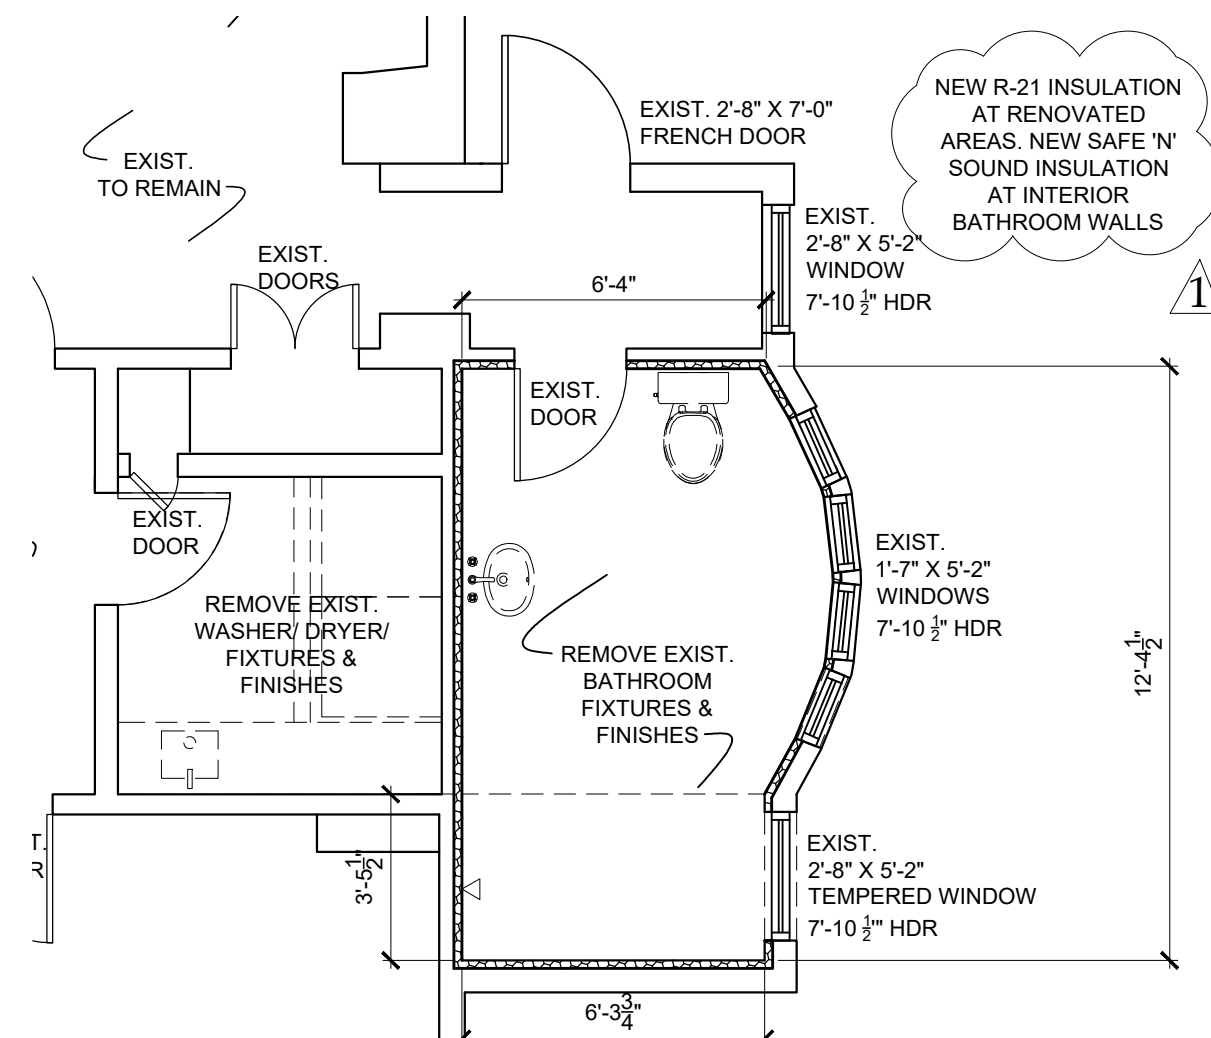 EXIST. 2'-8" X 7'-0"
FRENCH DOOR
NEW R-21 INSULATION
AT RENOVATED
AREAS. NEW SAFE 'N'
SOUND INSULATION
AT INTERIOR
BATHROOM WALLS
EXIST.
TO REMAIN
EXIST.
DOORS
EXIST.
2'-8" X 5'-2"
WINDOW
7'-10 1/2" HDR
1
6'-4"
EXIST.
DOOR
EXIST.
DOOR
EXIST.
1'-7" X 5'-2"
WINDOWS
7'-10 1/2" HDR
REMOVE EXIST.
WASHER/ DRYER/
FIXTURES &
FINISHES
REMOVE EXIST.
BATHROOM
FIXTURES &
FINISHES
12'-4 1/2"
T.
R
3'-5 1/2"
EXIST.
2'-8" X 5'-2"
TEMPERED WINDOW
7'-10 1/2'" HDR
6'-3 3/4"